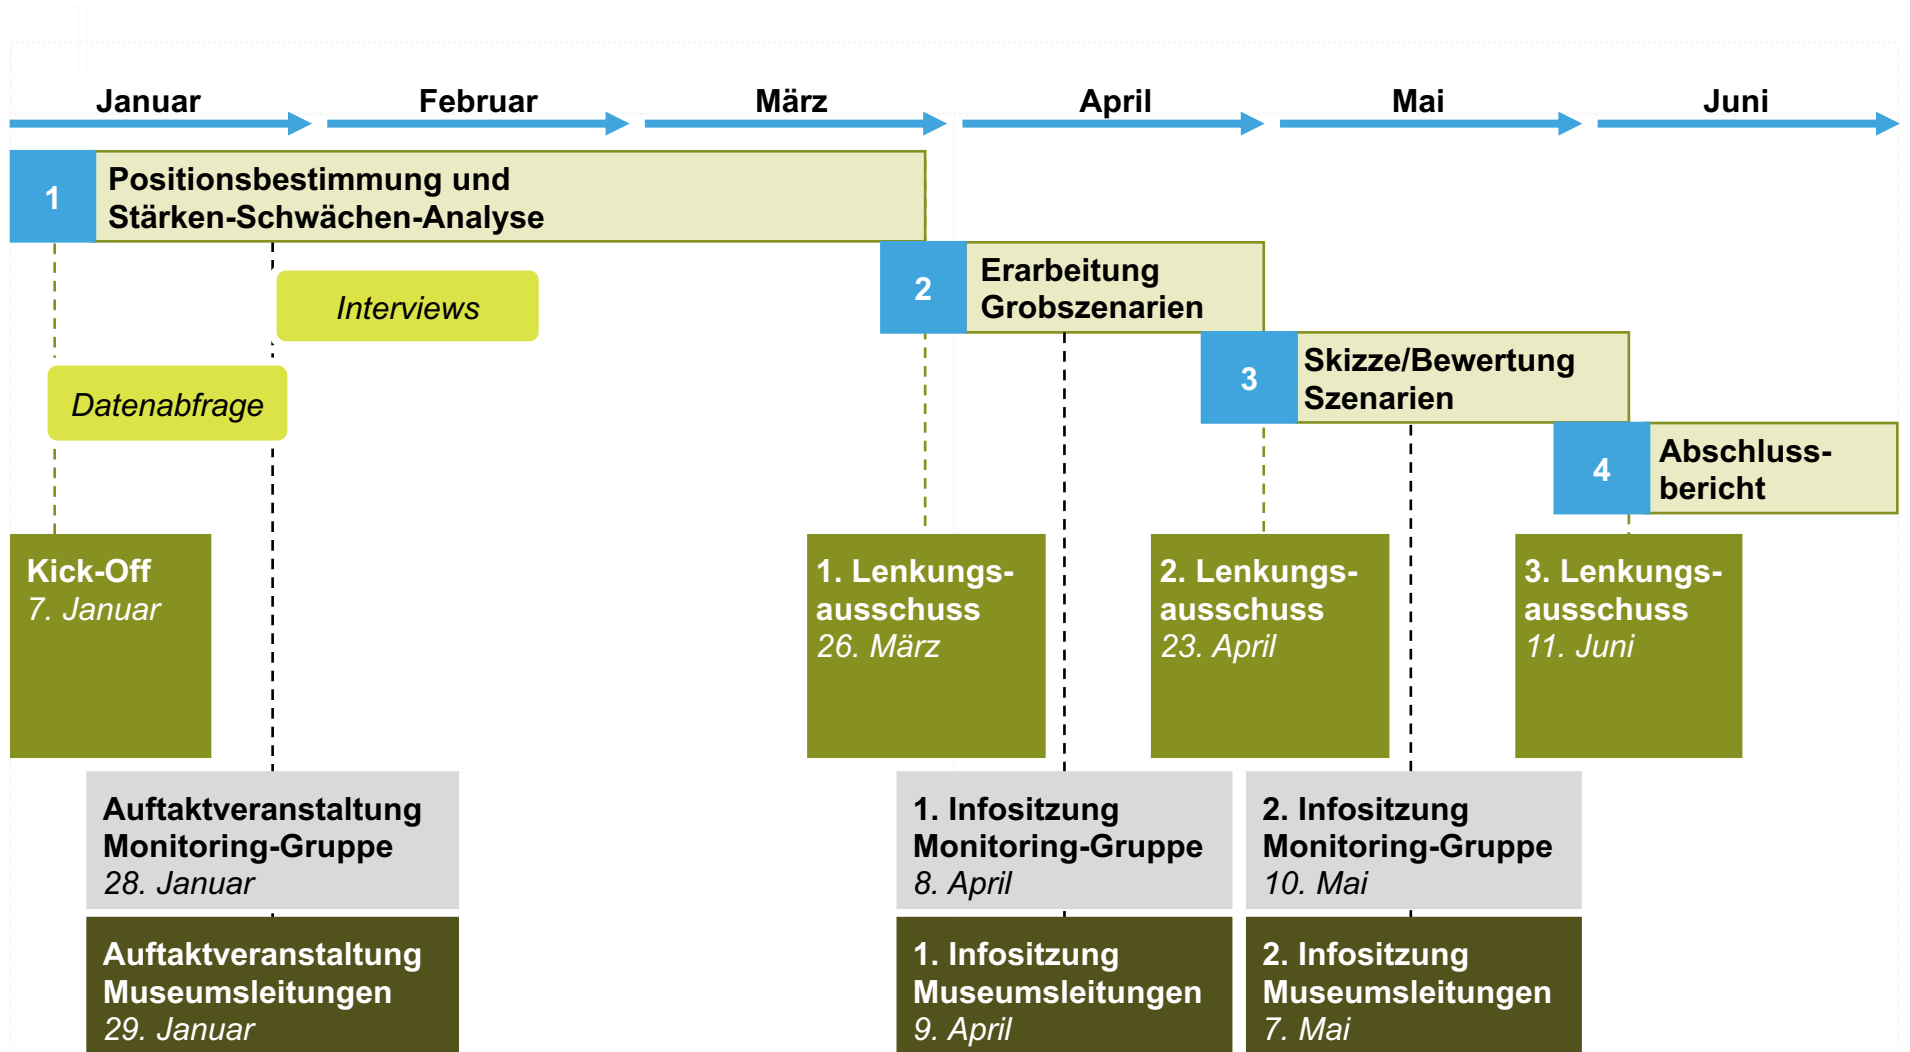 Januar
Februar
März
April
Mai
Juni
1
Positionsbestimmung und
Stärken-Schwächen-Analyse
2
Erarbeitung
Grobszenarien
Interviews
3
Skizze/Bewertung
Szenarien
Datenabfrage
4
Abschluss-
bericht
Kick-Off
7. Januar
1. Lenkungs-
ausschuss
26. März
2. Lenkungs-
ausschuss
23. April
3. Lenkungs-
ausschuss
11. Juni
Auftaktveranstaltung
Monitoring-Gruppe
28. Januar
1. Infositzung
Monitoring-Gruppe
8. April
2. Infositzung
Monitoring-Gruppe
10. Mai
Auftaktveranstaltung
Museumsleitungen
29. Januar
1. Infositzung
Museumsleitungen
9. April
2. Infositzung
Museumsleitungen
7. Mai